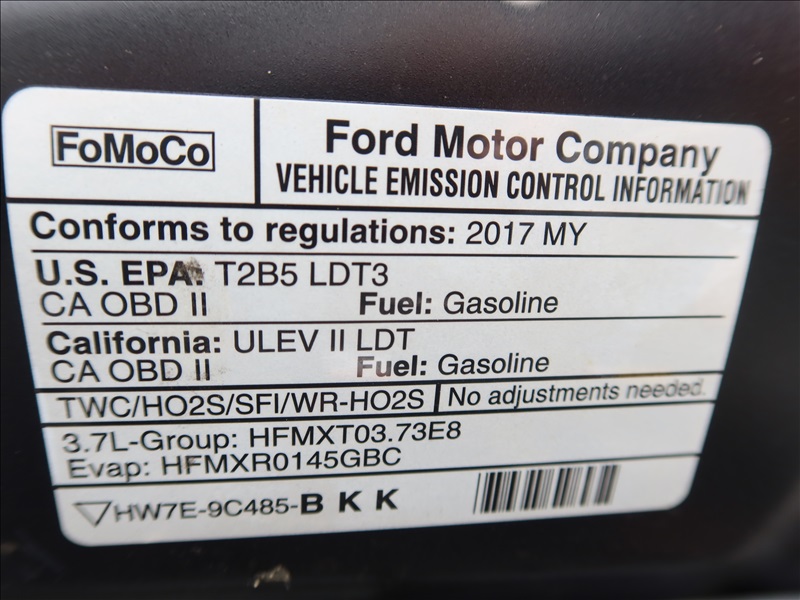 FoMoCo
Ford Motor Company
VEHICLE EMISSION CONTROL INFORMATION
Conforms to regulations: 2017 MY
U.S. EPA: T2B5 LDT3
CA OBD II Fuel: Gasoline
California: ULEV II LDT
CA OBD II Fuel: Gasoline
TWC/HO2S/SFI/WR-HO2S No adjustments needed.
3.7L-Group: HFMXT03.73E8
Evap: HFMXR0145GBC
HW7E-9C485-B K K